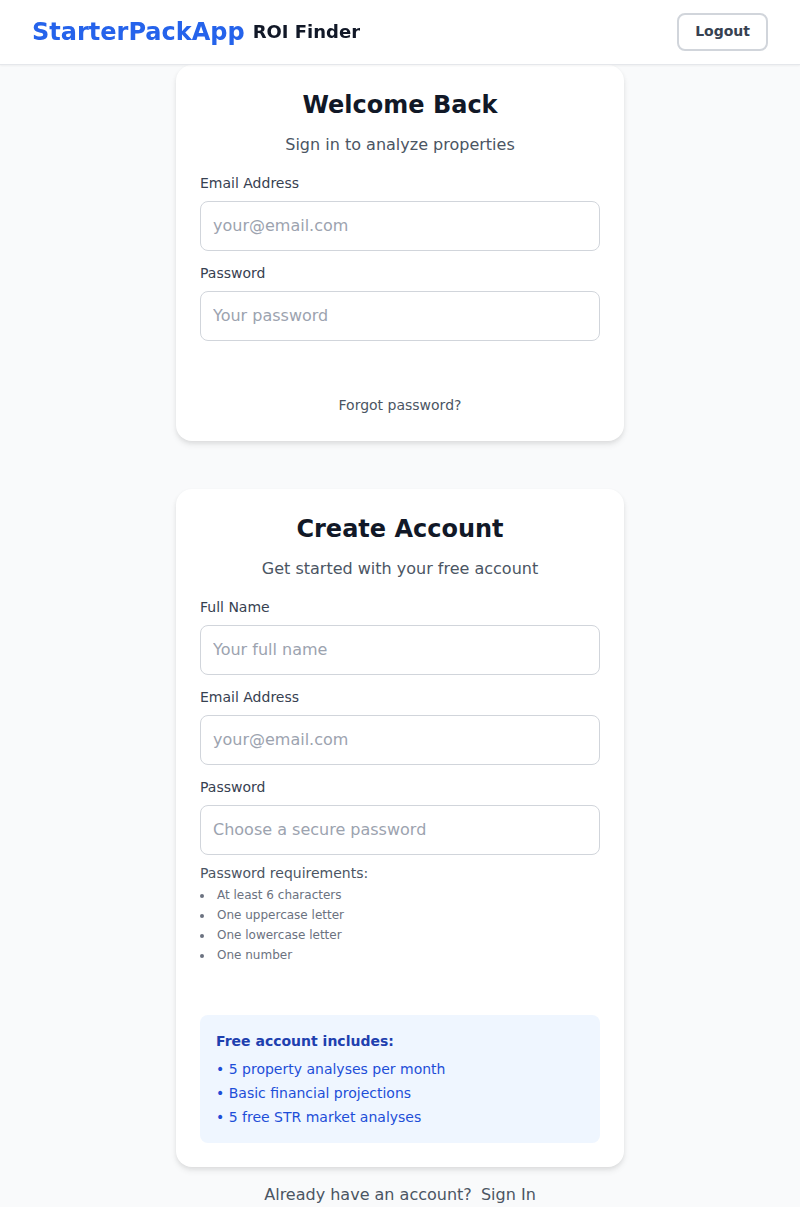 StarterPackApp ROI Finder
Logout
Welcome Back
Sign in to analyze properties
Email Address
your@email.com
Password
Your password
Forgot password?
Create Account
Get started with your free account
Full Name
Your full name
Email Address
your@email.com
Password
Choose a secure password
Password requirements:
• At least 6 characters
• One uppercase letter
• One lowercase letter
• One number
Free account includes:
• 5 property analyses per month
• Basic financial projections
• 5 free STR market analyses
Already have an account? Sign In